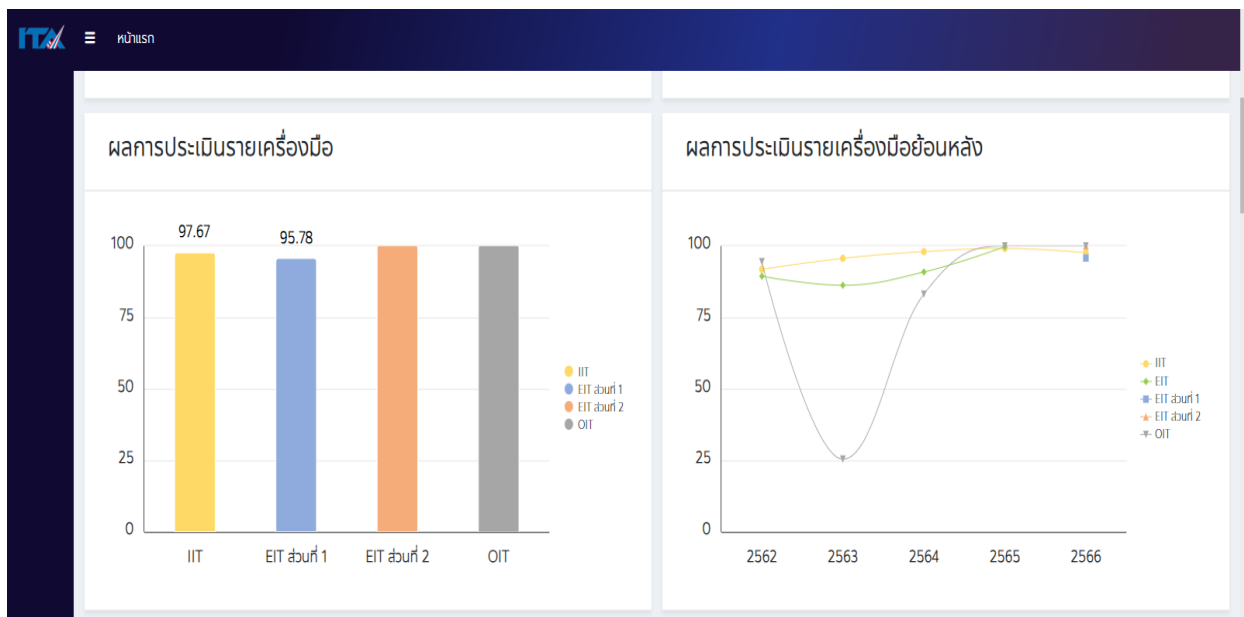 ITA หน้าแรก
ผลการประเมินรายเครื่องมือ
100
75
50
25
0
97.67
95.78
IIT
EIT ส่วนที่ 1
EIT ส่วนที่ 2
OIT
IIT
EIT ส่วนที่ 1
EIT ส่วนที่ 2
OIT
ผลการประเมินรายเครื่องมือย้อนหลัง
100
75
50
25
0
2562
2563
2564
2565
2566
IIT
EIT
EIT ส่วนที่ 1
EIT ส่วนที่ 2
OIT